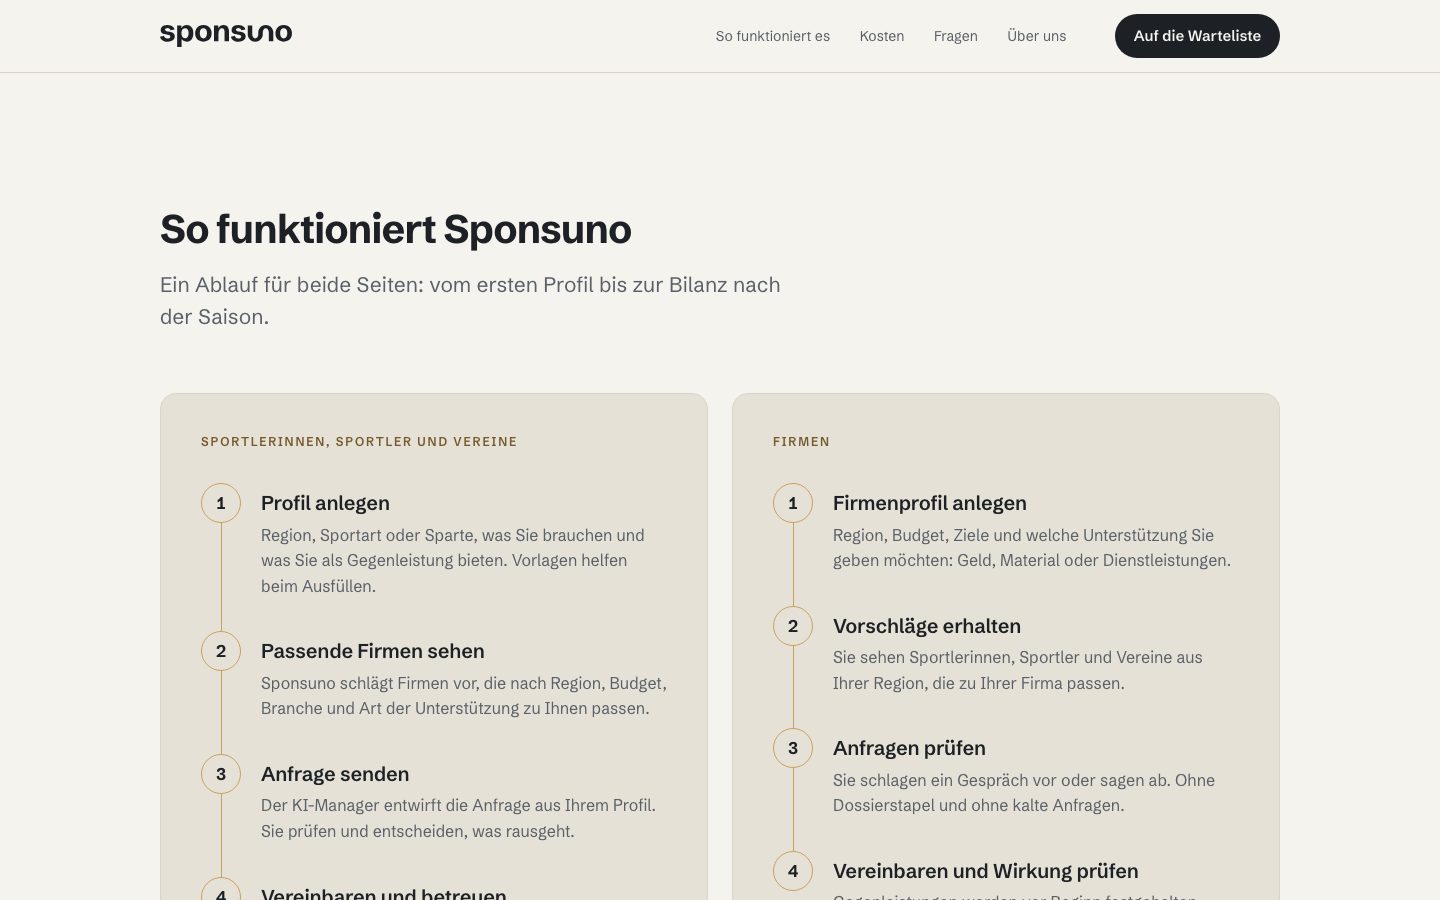 sponsuno
So funktioniert es
Kosten
Fragen
Über uns
Auf die Warteliste
So funktioniert Sponsuno
Ein Ablauf für beide Seiten: vom ersten Profil bis zur Bilanz nach
der Saison.
SPORTLERINNEN, SPORTLER UND VEREINE
1
Profil anlegen
Region, Sportart oder Sparte, was Sie brauchen und
was Sie als Gegenleistung bieten. Vorlagen helfen
beim Ausfüllen.
2
Passende Firmen sehen
Sponsuno schlägt Firmen vor, die nach Region, Budget,
Branche und Art der Unterstützung zu Ihnen passen.
3
Anfrage senden
Der KI-Manager entwirft die Anfrage aus Ihrem Profil.
Sie prüfen und entscheiden, was rausgeht.
4
Vereinbaren und betreuen
FIRMEN
1
Firmenprofil anlegen
Region, Budget, Ziele und welche Unterstützung Sie
geben möchten: Geld, Material oder Dienstleistungen.
2
Vorschläge erhalten
Sie sehen Sportlerinnen, Sportler und Vereine aus
Ihrer Region, die zu Ihrer Firma passen.
3
Anfragen prüfen
Sie schlagen ein Gespräch vor oder sagen ab. Ohne
Dossierstapel und ohne kalte Anfragen.
4
Vereinbaren und Wirkung prüfen